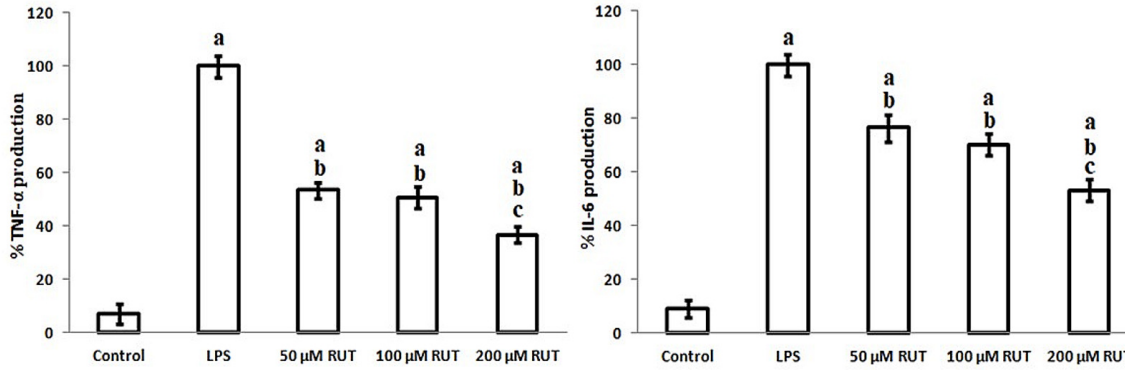 % TNF-α production
120
100
80
60
40
20
0
a
a
b
a
b
a
b
c
Control LPS 50 µM RUT 100 µM RUT 200 µM RUT
% IL-6 production
120
100
80
60
40
20
0
a
a
b
a
b
a
b
c
Control LPS 50 µM RUT 100 µM RUT 200 µM RUT